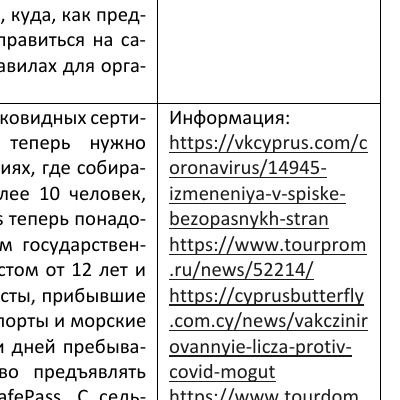 , куда, как пред-
правиться на са-
авилах для орга-
ковидных серти-
теперь нужно
иях, где собира-
лее 10 человек,
s теперь понадо-
м государствен-
стом от 12 лет и
сты, прибывшие
порты и морские
и дней пребыва-
во предъявлять
afePass. С сель-
Информация:
https://vkcyprus.com/c
oronavirus/14945-
izmeneniya-v-spiske-
bezopasnykh-stran
https://www.tourprom
.ru/news/52214/
https://cyprusbutterfly
.com.cy/news/vakczinir
ovannyie-licza-protiv-
covid-mogut
https://www.tourdom